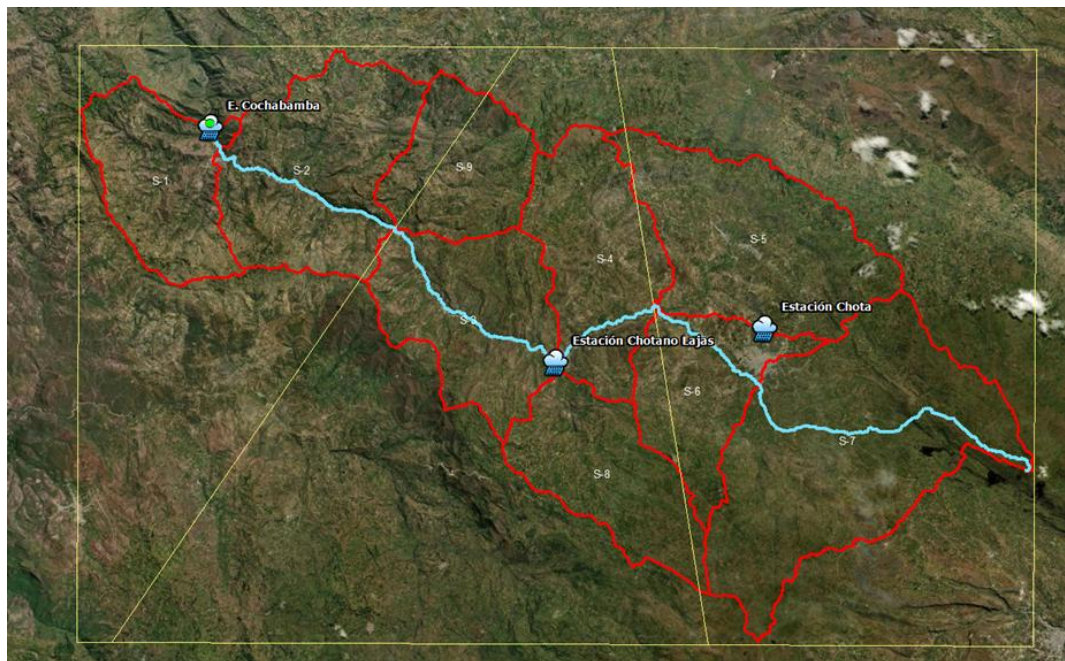 E. Cochabamba
S-1
S-2
S-9
S-5
S-4
Estación Chota
S-3
Estación Chotano Lajas
S-6
S-7
S-8